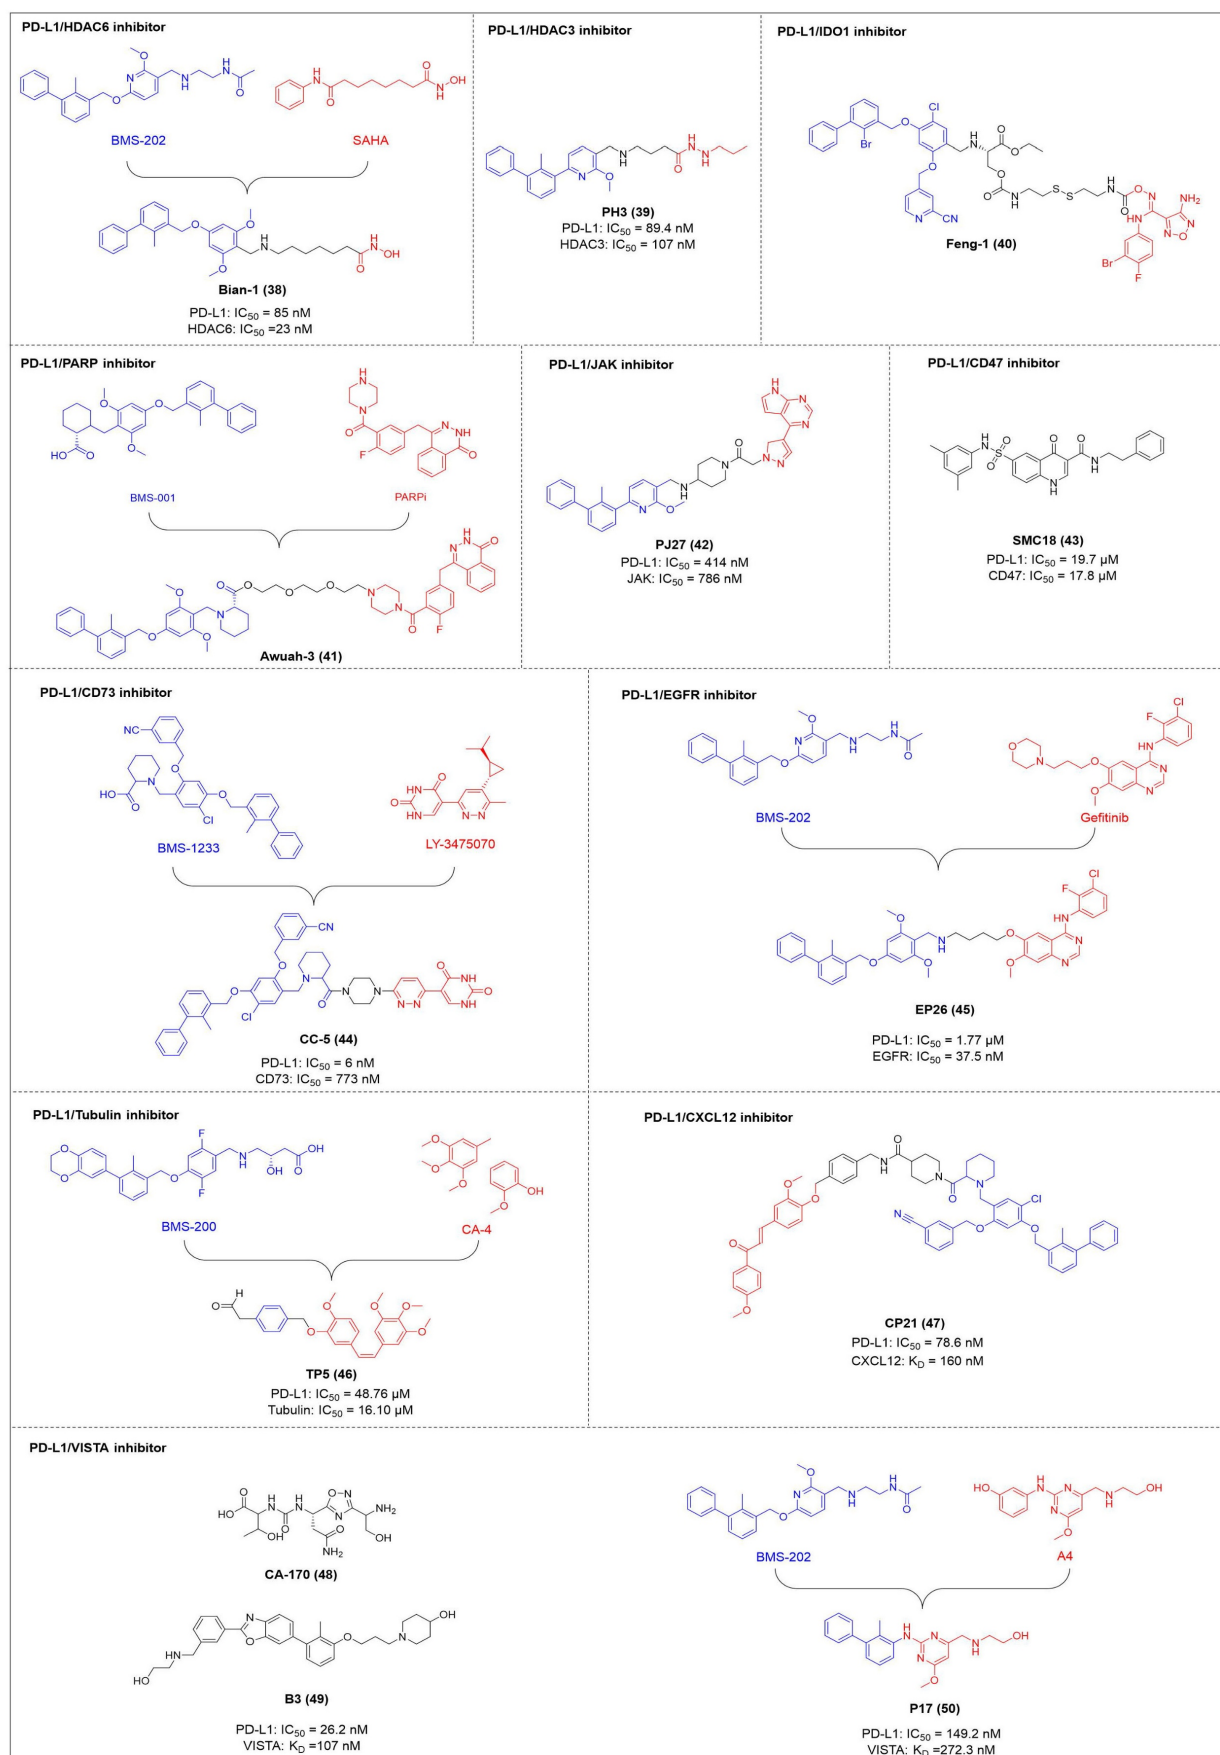 PD-L1/HDAC6 inhibitor
BMS-202
SAHA
Bian-1 (38)
PD-L1: IC50 = 85 nM
HDAC6: IC50 =23 nM
PD-L1/HDAC3 inhibitor
PH3 (39)
PD-L1: IC50 = 89.4 nM
HDAC3: IC50 = 107 nM
PD-L1/IDO1 inhibitor
Feng-1 (40)
PD-L1/PARP inhibitor
BMS-001
PARPi
Awuah-3 (41)
PD-L1/JAK inhibitor
PJ27 (42)
PD-L1: IC50 = 414 nM
JAK: IC50 = 786 nM
PD-L1/CD47 inhibitor
SMC18 (43)
PD-L1: IC50 = 19.7 μM
CD47: IC50 = 17.8 μM
PD-L1/CD73 inhibitor
BMS-1233
LY-3475070
CC-5 (44)
PD-L1: IC50 = 6 nM
CD73: IC50 = 773 nM
PD-L1/EGFR inhibitor
BMS-202
Gefitinib
EP26 (45)
PD-L1: IC50 = 1.77 μM
EGFR: IC50 = 37.5 nM
PD-L1/Tubulin inhibitor
BMS-200
CA-4
TP5 (46)
PD-L1: IC50 = 48.76 μM
Tubulin: IC50 = 16.10 μM
PD-L1/CXCL12 inhibitor
CP21 (47)
PD-L1: IC50 = 78.6 nM
CXCL12: KD = 160 nM
PD-L1/VISTA inhibitor
CA-170 (48)
B3 (49)
PD-L1: IC50 = 26.2 nM
VISTA: KD =107 nM
BMS-202
A4
P17 (50)
PD-L1: IC50 = 149.2 nM
VISTA: KD =272.3 nM